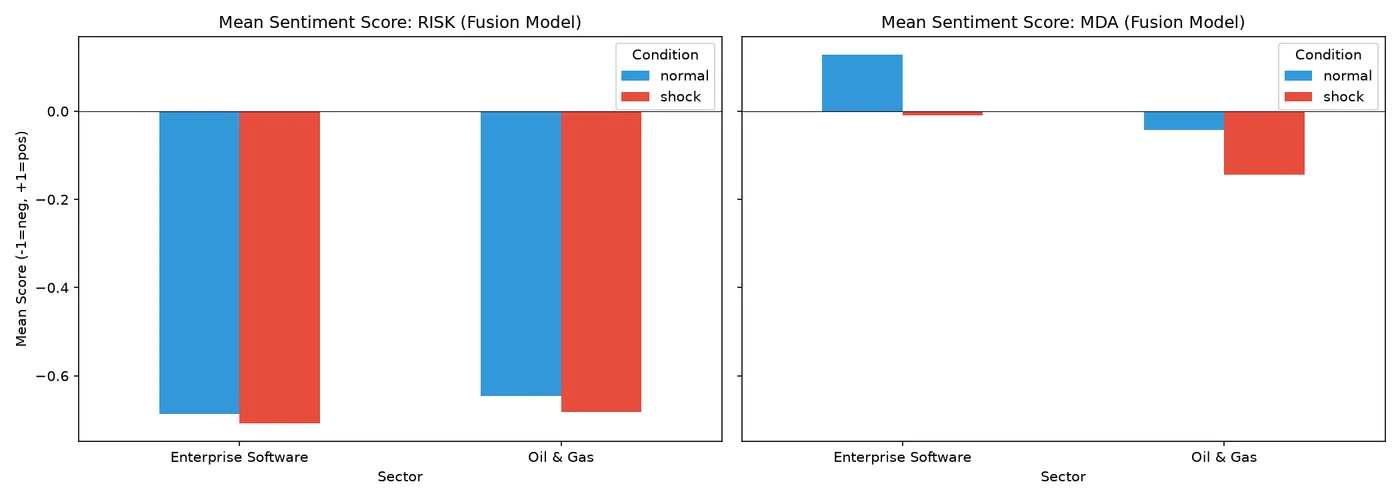 Mean Sentiment Score: RISK (Fusion Model)
Condition
normal
shock
Mean Score (-1=neg, +1=pos)
0.0
−0.2
−0.4
−0.6
Enterprise Software
Oil & Gas
Sector
Mean Sentiment Score: MDA (Fusion Model)
Condition
normal
shock
Enterprise Software
Oil & Gas
Sector